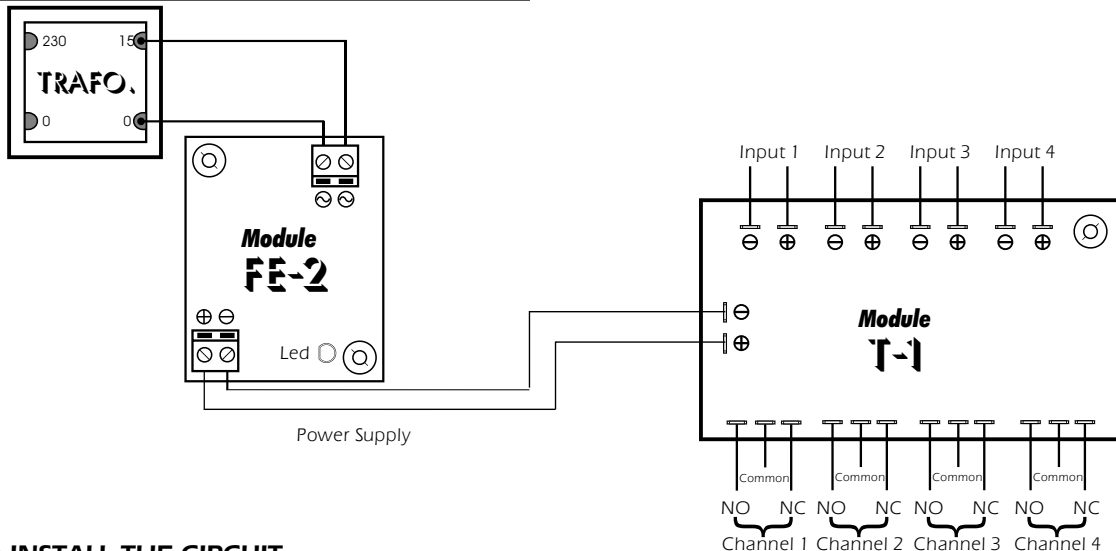 230 15
TRAFO.
0 0
Module
FE-2
Led
Power Supply
Input 1 Input 2 Input 3 Input 4
Module
T-1
Common Common Common Common
NO NC NO NC NO NC NO NC
Channel 1 Channel 2 Channel 3 Channel 4
INSTALL THE CIRCUIT